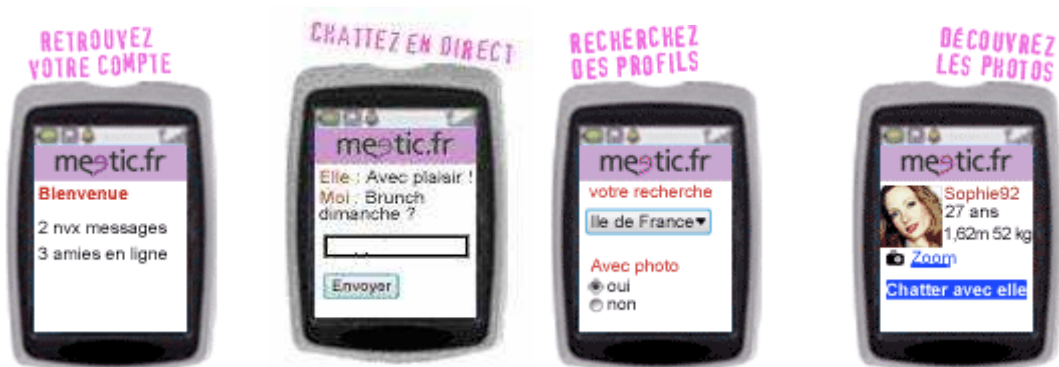 RETROUVEZ
VOTRE COMPTE
meetic.fr
Bienvenue
2 nvx messages
3 amies en ligne
CHATTEZ EN DIRECT
meetic.fr
Elle : Avec plaisir !
Moi : Brunch
dimanche ?
Envoyer
RECHERCHEZ
DES PROFILS
meetic.fr
votre recherche
Ile de France
Avec photo
oui
non
DÉCOUVREZ
LES PHOTOS
meetic.fr
Sophie92
27 ans
1,62m 52 kg
Zoom
Chatter avec elle